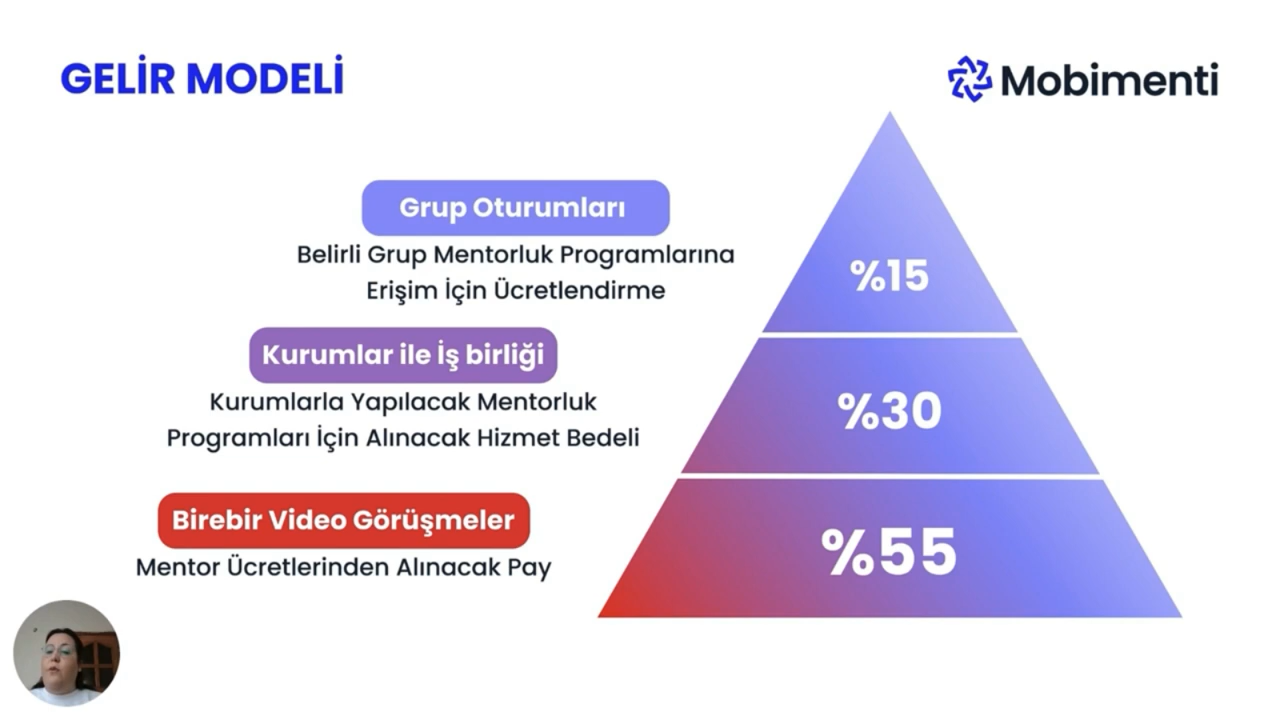 GELİR MODELİ
Mobimenti
Grup Oturumları
Belirli Grup Mentorluk Programlarına
Erişim İçin Ücretlendirme
%15
Kurumlar ile İş birliği
Kurumlarla Yapılacak Mentorluk
Programları İçin Alınacak Hizmet Bedeli
%30
Birebir Video Görüşmeler
Mentor Ücretlerinden Alınacak Pay
%55